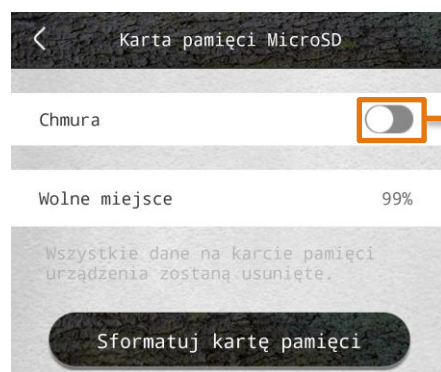 Karta pamięci MicroSD
Chmura
Wolne miejsce 99%
Wszystkie dane na karcie pamięci
urządzenia zostaną usunięte.
Sformatuj kartę pamięci